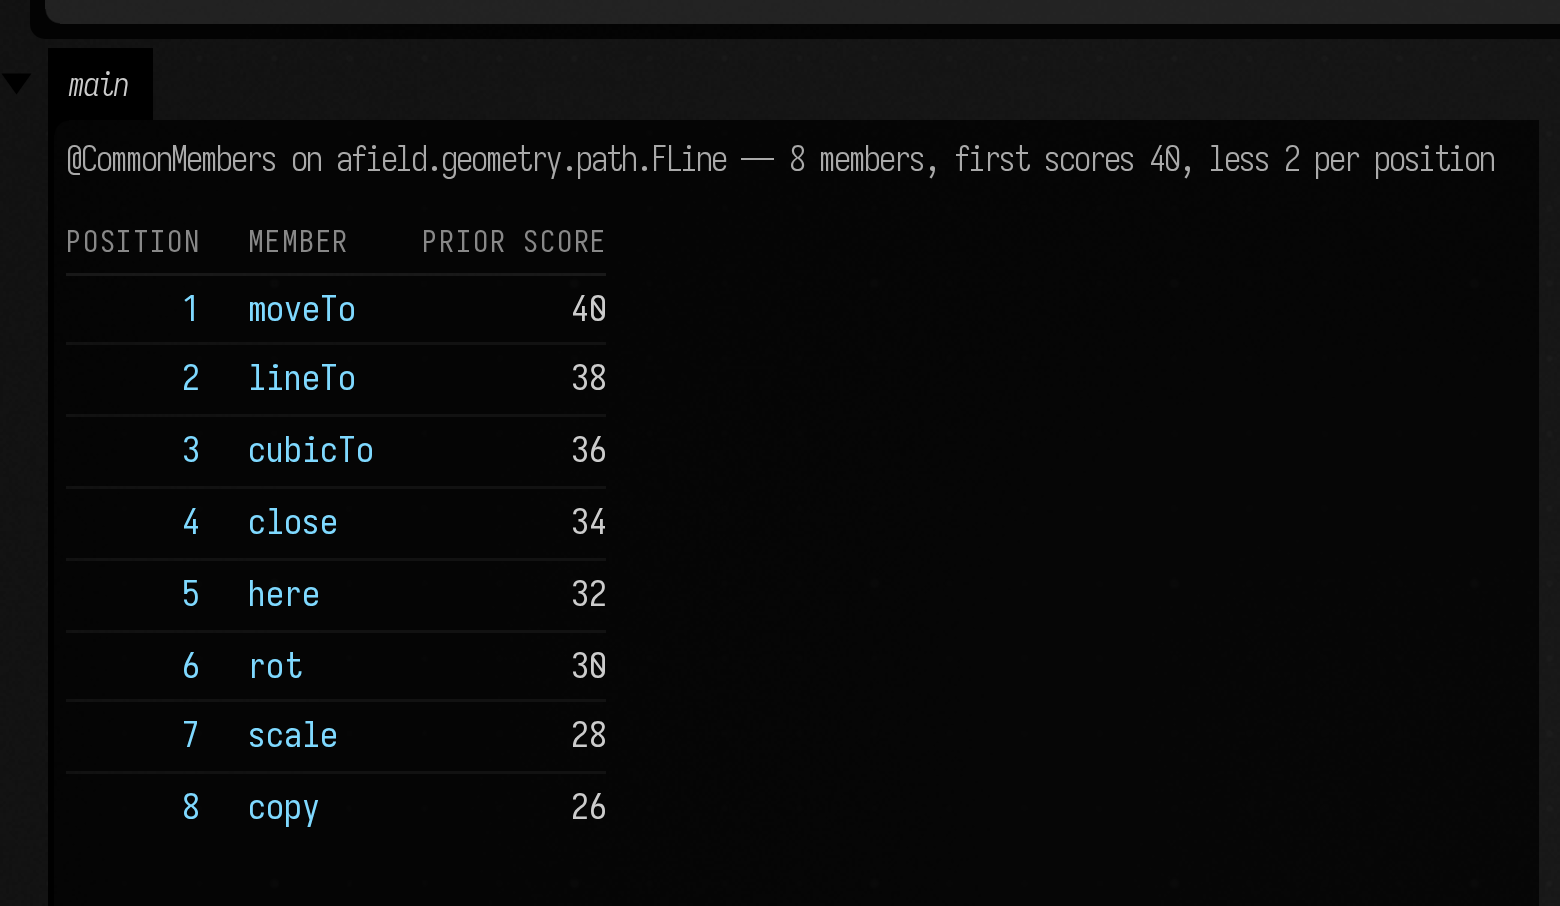 main
@CommonMembers on afield.geometry.path.FLine — 8 members, first scores 40, less 2 per position
POSITION MEMBER PRIOR SCORE
1 moveTo 40
2 lineTo 38
3 cubicTo 36
4 close 34
5 here 32
6 rot 30
7 scale 28
8 copy 26